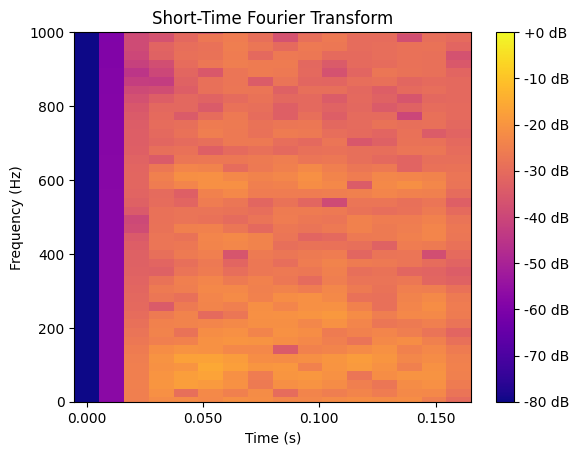 Short-Time Fourier Transform
1000
800
600
400
200
0
Frequency (Hz)
0.000
0.050
0.100
0.150
Time (s)
+0 dB
-10 dB
-20 dB
-30 dB
-40 dB
-50 dB
-60 dB
-70 dB
-80 dB